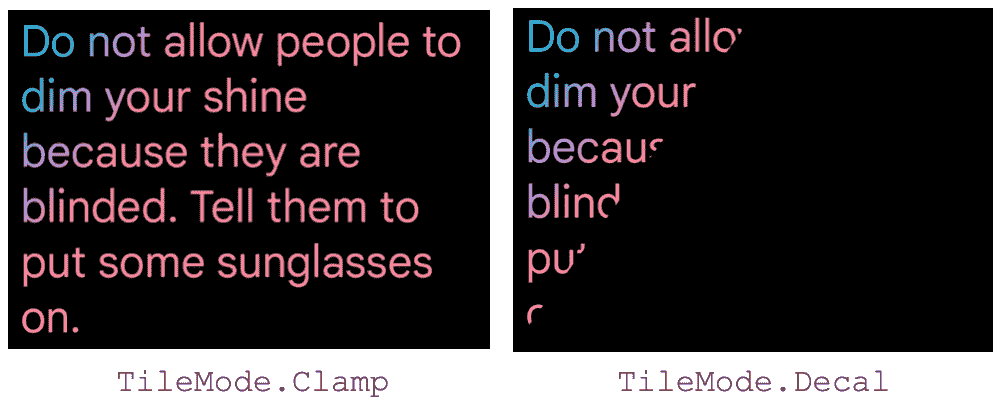 Do not allow people to
dim your shine
because they are
blinded. Tell them to
put some sunglasses
on.
TileMode.Clamp
Do not
dim your
TileMode.Decal